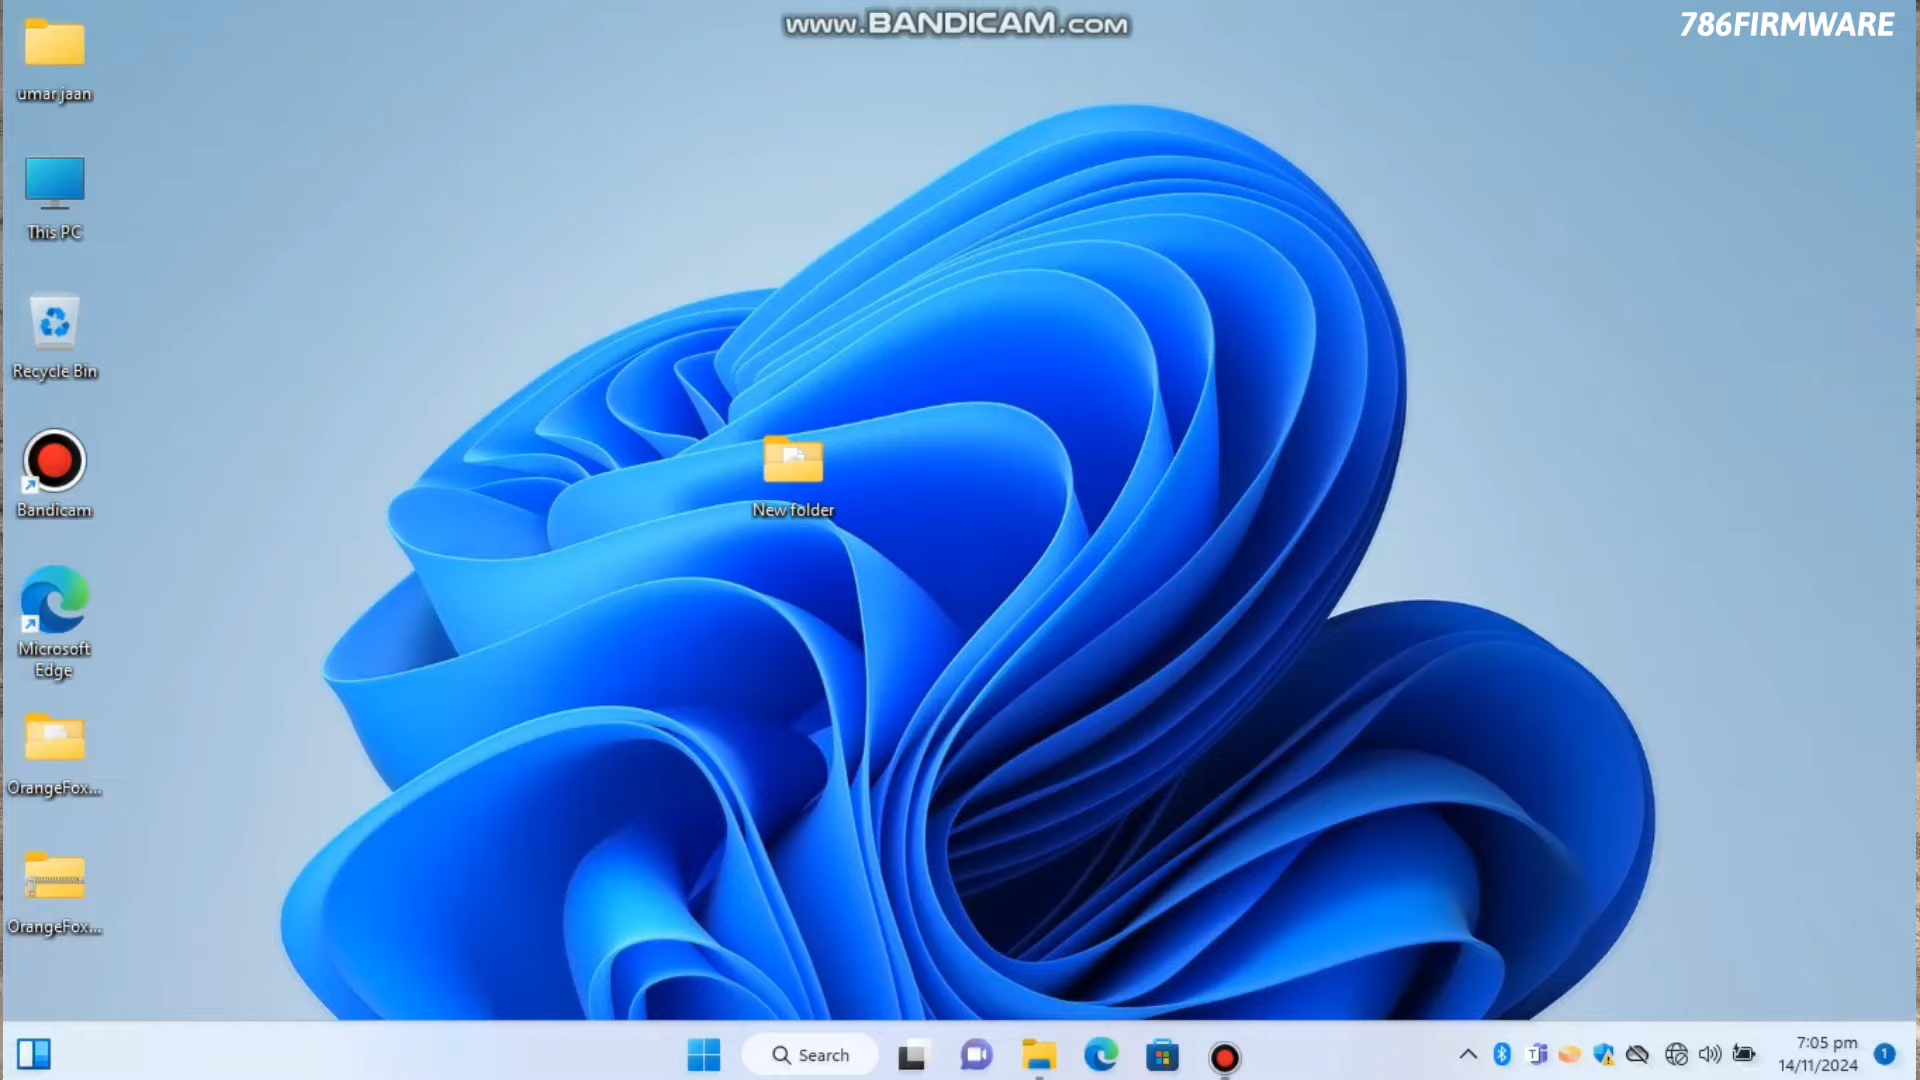 www.BANDICAM.com
786FIRMWARE
umar jaan
This PC
Recycle Bin
Bandicam
Microsoft
Edge
OrangeFox...
OrangeFox...
New folder
Search
7:05 pm
14/11/2024
1